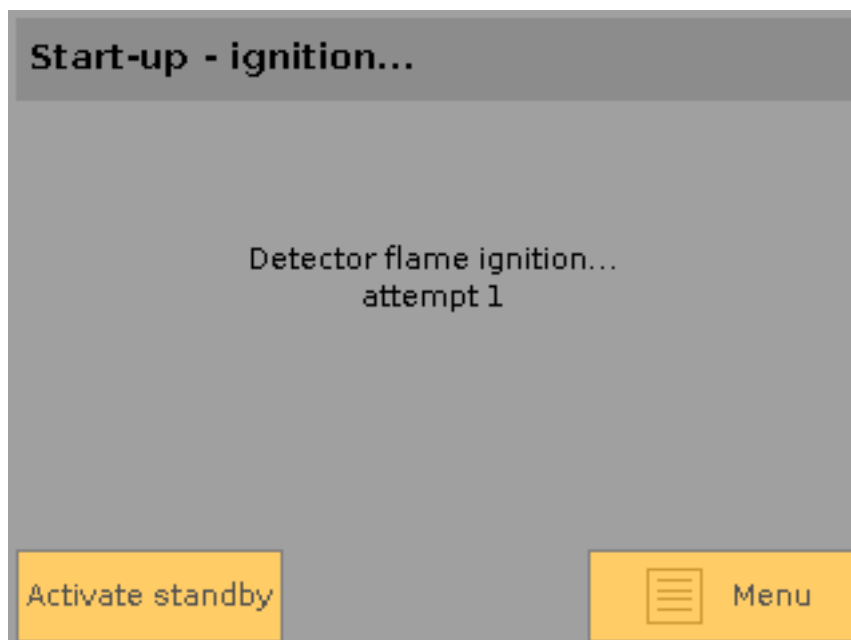 Start-up - ignition...
Detector flame ignition...
attempt 1
Activate standby
Menu